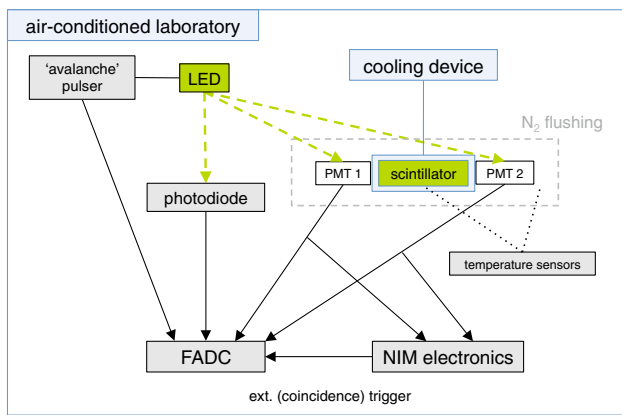 air-conditioned laboratory
‘avalanche’
pulser
LED
cooling device
N₂ flushing
PMT 1
scintillator
PMT 2
photodiode
temperature sensors
FADC
NIM electronics
ext. (coincidence) trigger